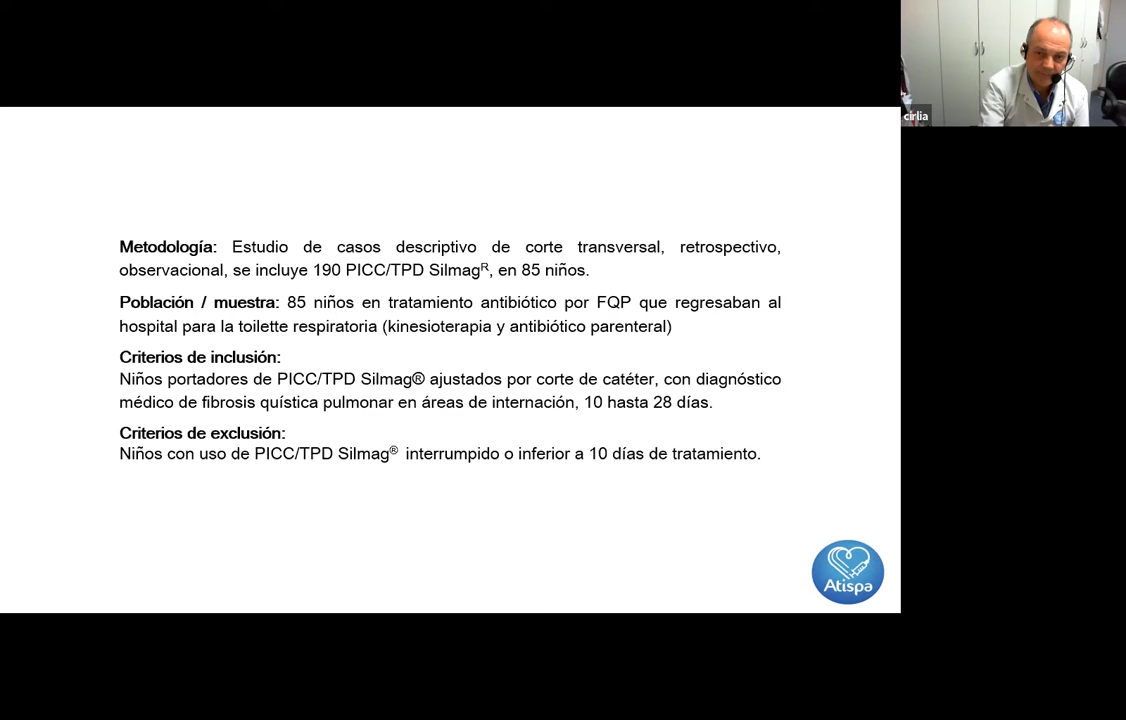 cirlia
Metodología: Estudio de casos descriptivo de corte transversal, retrospectivo,
observacional, se incluye 190 PICC/TPD Silmagᴿ, en 85 niños.
Población / muestra: 85 niños en tratamiento antibiótico por FQP que regresaban al
hospital para la toilette respiratoria (kinesioterapia y antibiótico parenteral)
Criterios de inclusión:
Niños portadores de PICC/TPD Silmag® ajustados por corte de catéter, con diagnóstico
médico de fibrosis quística pulmonar en áreas de internación, 10 hasta 28 días.
Criterios de exclusión:
Niños con uso de PICC/TPD Silmag® interrumpido o inferior a 10 días de tratamiento.
Atispa